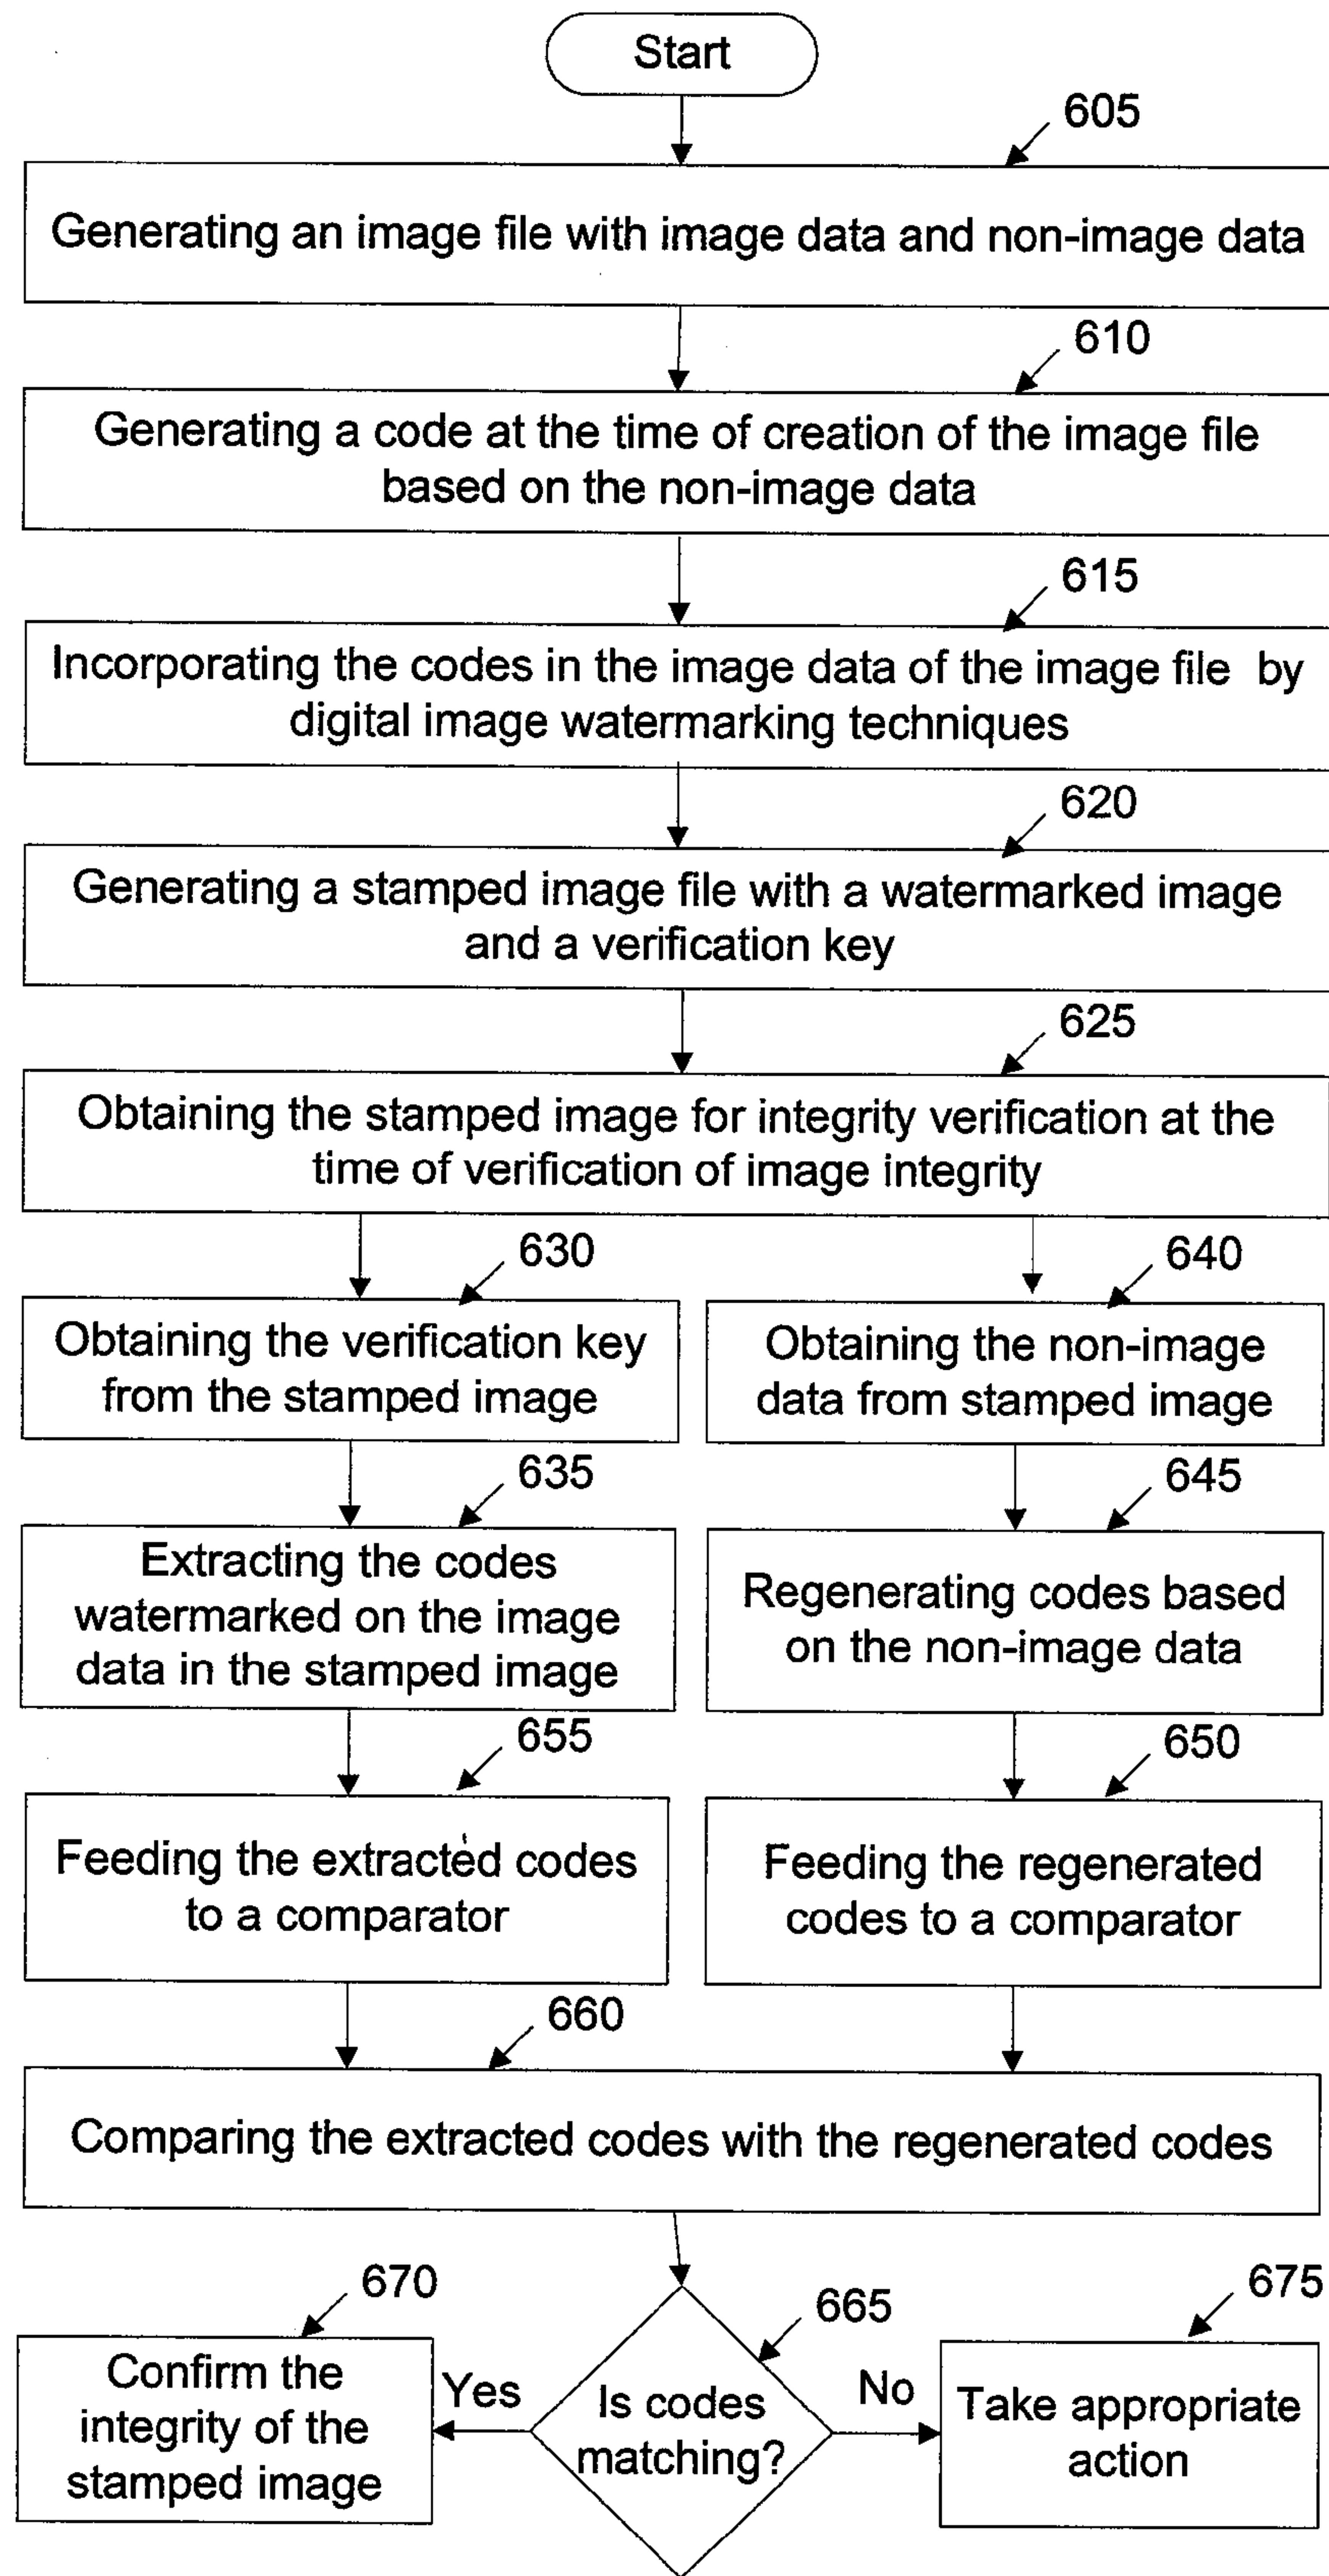 Start
605
Generating an image file with image data and non-image data
610
Generating a code at the time of creation of the image file
based on the non-image data
615
Incorporating the codes in the image data of the image file by
digital image watermarking techniques
620
Generating a stamped image file with a watermarked image
and a verification key
625
Obtaining the stamped image for integrity verification at the
time of verification of image integrity
630
Obtaining the verification key
from the stamped image
640
Obtaining the non-image
data from stamped image
635
Extracting the codes
watermarked on the image
data in the stamped image
645
Regenerating codes based
on the non-image data
655
Feeding the extracted codes
to a comparator
650
Feeding the regenerated
codes to a comparator
660
Comparing the extracted codes with the regenerated codes
670
Confirm the
integrity of the
stamped image
Yes
665
Is codes
matching?
No
675
Take appropriate
action